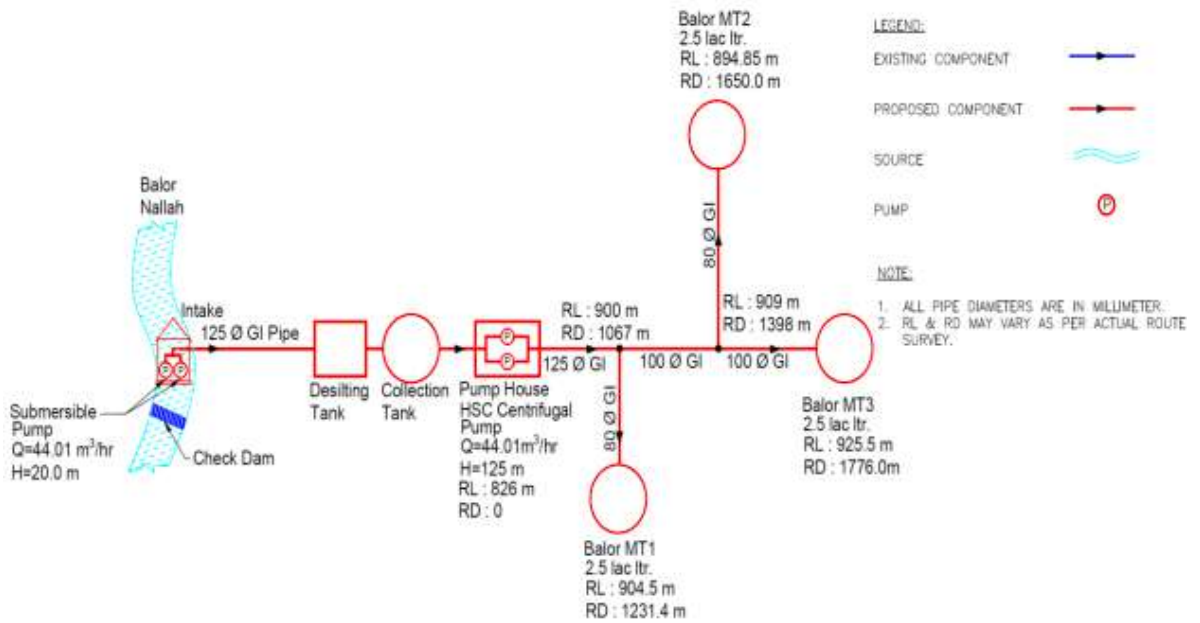 Balor MT2
2.5 lac ltr.
RL : 894.85 m
RD : 1650.0 m
LEGEND:
EXISTING COMPONENT
PROPOSED COMPONENT
SOURCE
PUMP
P
NOTE:
1. ALL PIPE DIAMETERS ARE IN MILLIMETER.
2. RL & RD MAY VARY AS PER ACTUAL ROUTE
SURVEY.
Balor
Nallah
Intake
125 Ø GI Pipe
P P
Submersible
Pump
Q=44.01 m³/hr
H=20.0 m
Check Dam
Desilting
Tank
Collection
Tank
P
P
Pump House
HSC Centrifugal
Pump
Q=44.01m³/hr
H=125 m
RL : 826 m
RD : 0
RL : 900 m
RD : 1067 m
125 Ø GI
80 Ø GI
Balor MT1
2.5 lac ltr.
RL : 904.5 m
RD : 1231.4 m
100 Ø GI
80 Ø GI
RL : 909 m
RD : 1398 m
100 Ø GI
Balor MT3
2.5 lac ltr.
RL : 925.5 m
RD : 1776.0m